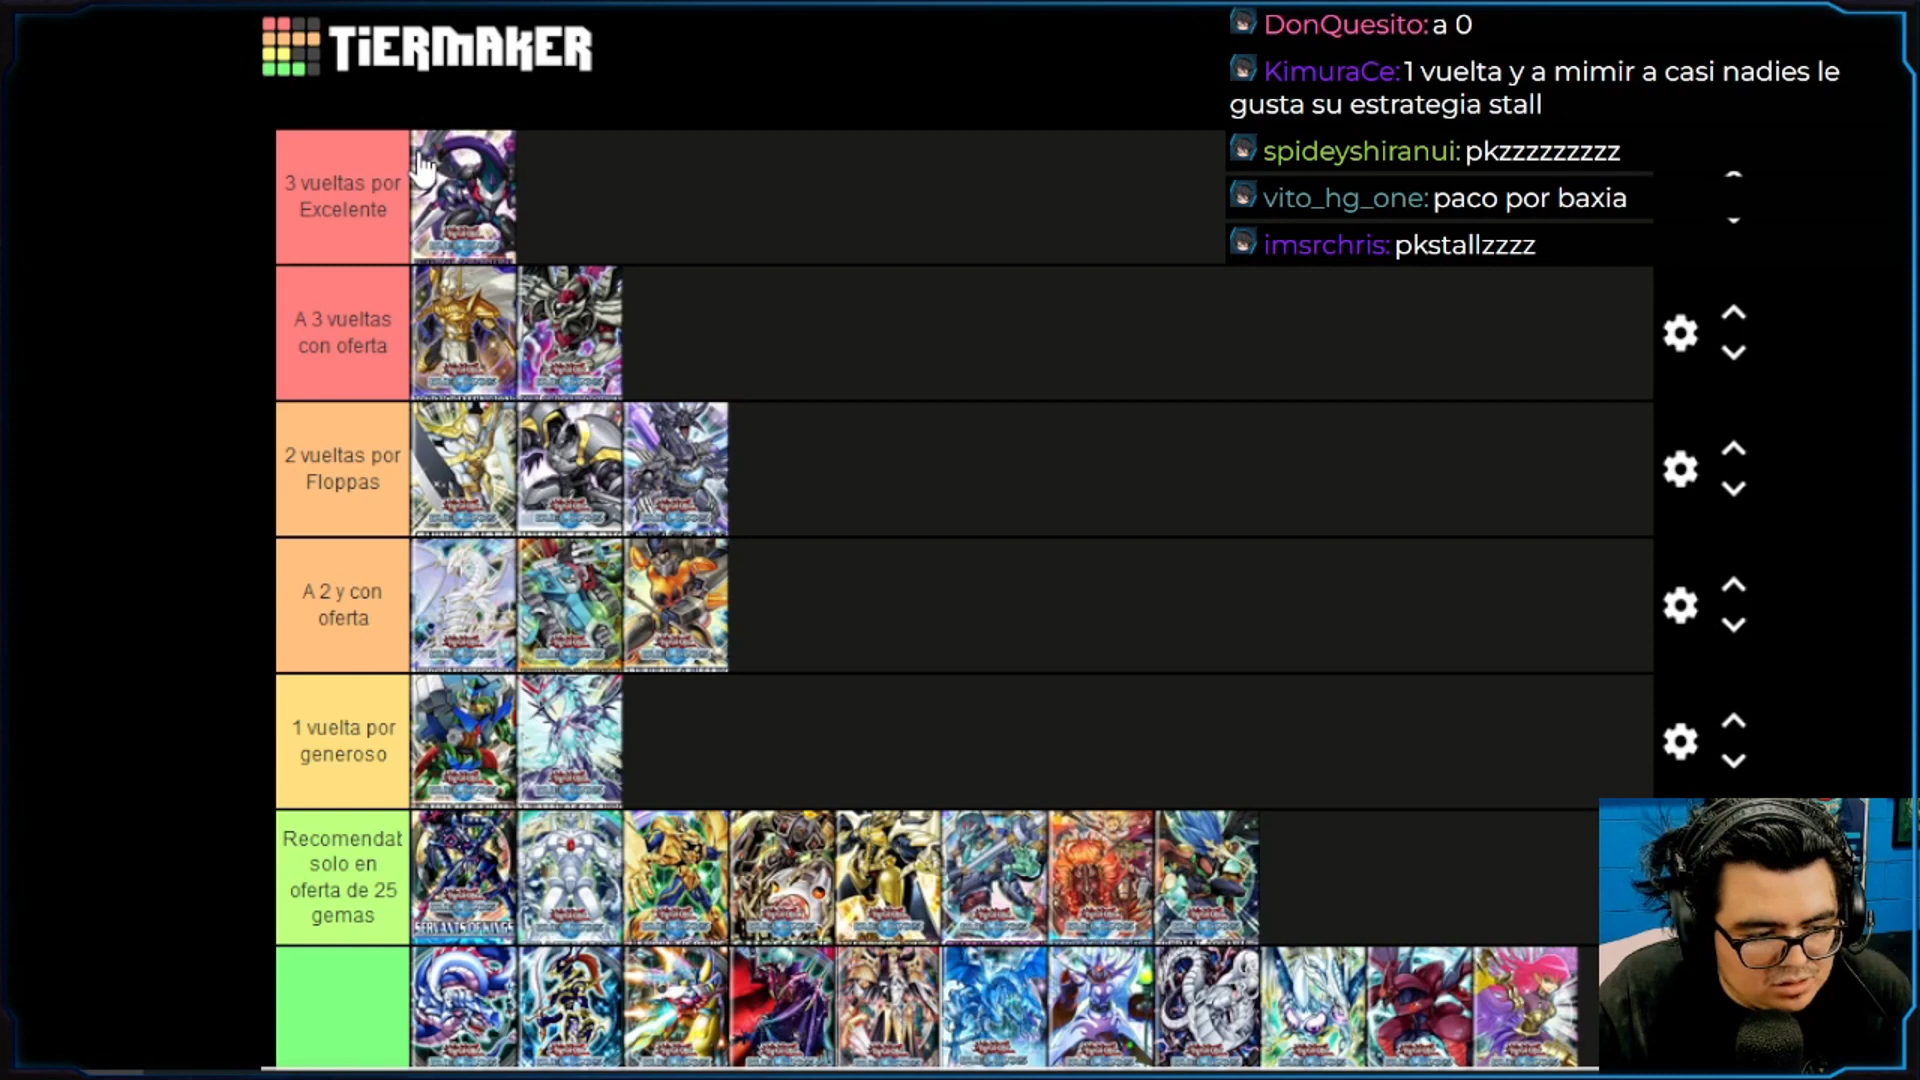 TiERMAKER
DonQuesito: a 0
KimuraCe: 1 vuelta y a mimir a casi nadies le
gusta su estrategia stall
spideyshiranui: pkzzzzzzzzz
vito_hg_one: paco por baxia
imsrchris: pkstallzzzz
3 vueltas por
Excelente
A 3 vueltas
con oferta
2 vueltas por
Floppas
A 2 y con
oferta
1 vuelta por
generoso
Recomendat
solo en
oferta de 25
gemas
SERVANTS OF KINGS